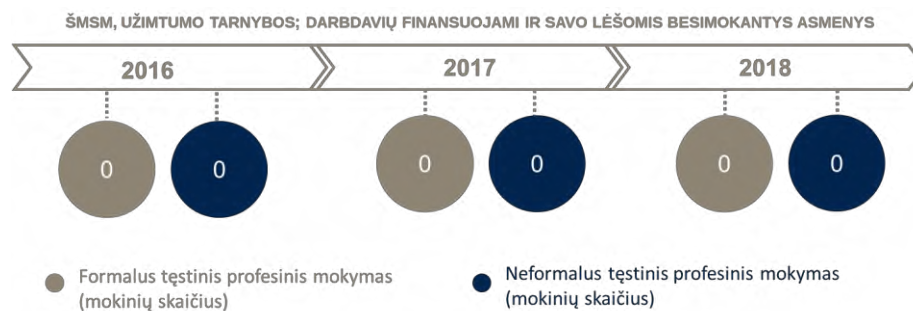 ŠMSM, UŽIMTUMO TARNYBOS; DARBDAVIŲ FINANSUOJAMI IR SAVO LĖŠOMIS BESIMOKANTYS ASMENYS
2016 2017 2018
0 0 0 0 0 0
Formalus tęstinis profesinis mokymas
(mokinių skaičius)
Neformalus tęstinis profesinis mokymas
(mokinių skaičius)